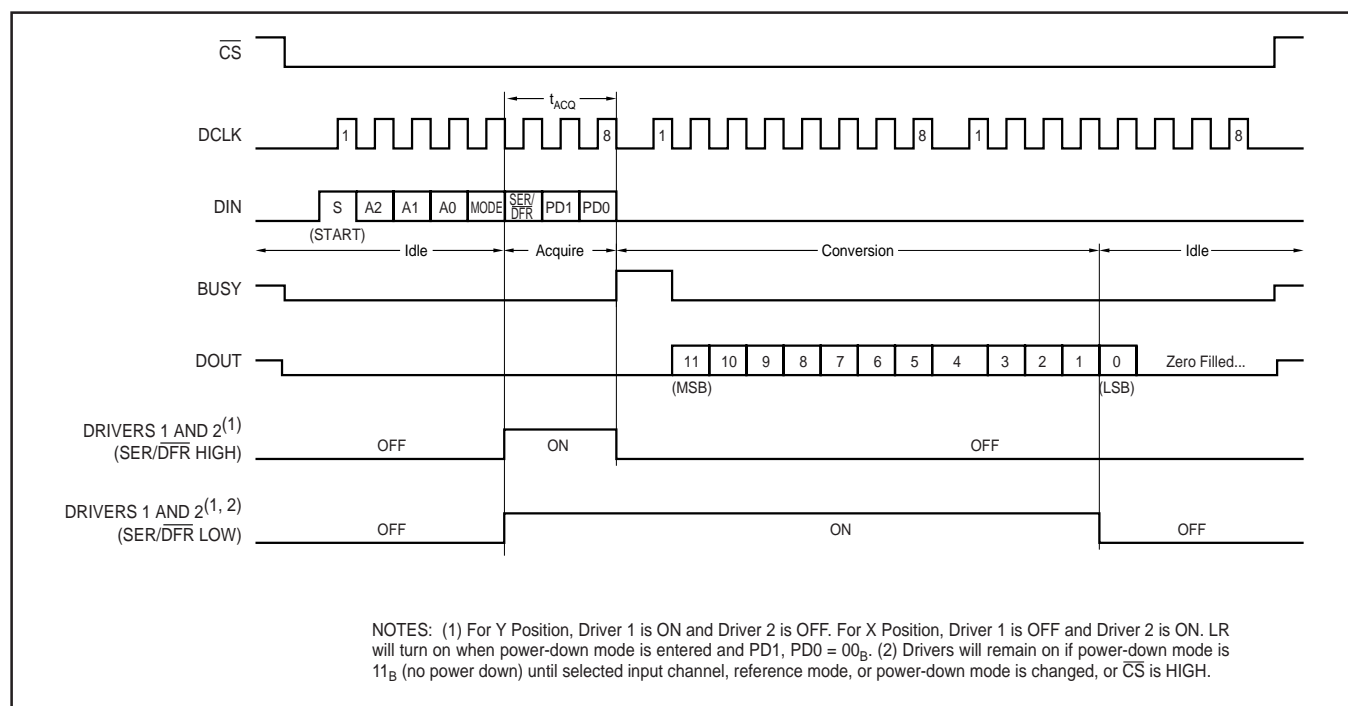 CS
tACQ
DCLK 1 8 1 8 1 8
DIN S A2 A1 A0 MODE SER/DFR PD1 PD0
(START)
Idle Acquire Conversion Idle
BUSY
DOUT 11 10 9 8 7 6 5 4 3 2 1 0 Zero Filled...
(MSB) (LSB)
DRIVERS 1 AND 2(1)
(SER/DFR HIGH) OFF ON OFF
DRIVERS 1 AND 2(1, 2)
(SER/DFR LOW) OFF ON OFF
NOTES: (1) For Y Position, Driver 1 is ON and Driver 2 is OFF. For X Position, Driver 1 is OFF and Driver 2 is ON. LR
will turn on when power-down mode is entered and PD1, PD0 = 00B. (2) Drivers will remain on if power-down mode is
11B (no power down) until selected input channel, reference mode, or power-down mode is changed, or CS is HIGH.